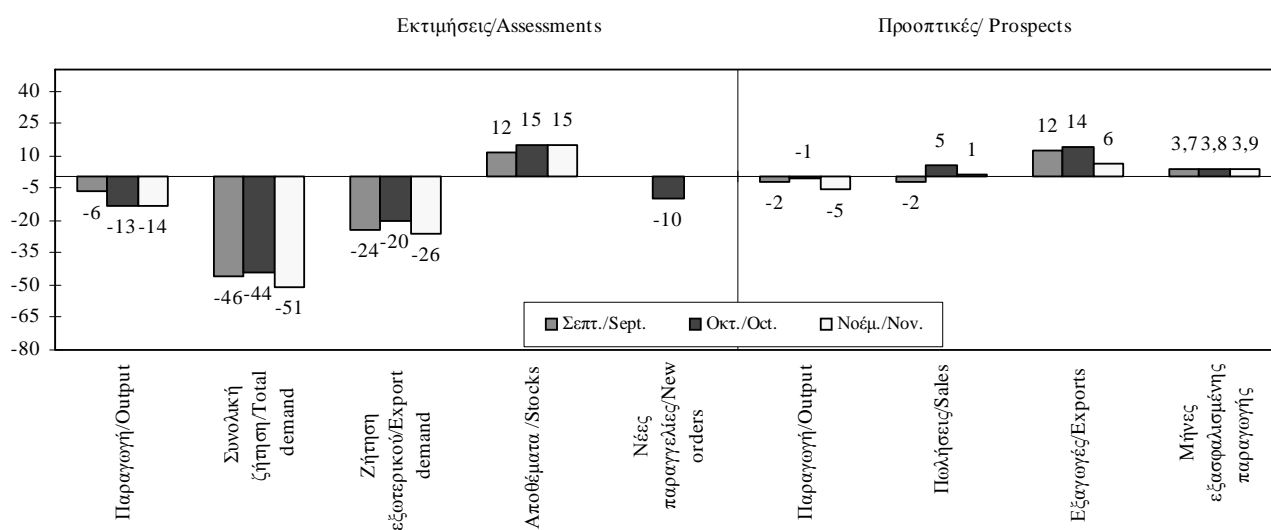 Εκτιμήσεις/Assessments
Προοπτικές/ Prospects
40
25
10
-5
-20
-35
-50
-65
-80
-6
-13
-14
-46
-44
-51
-24
-20
-26
12
15
15
-10
-2
-1
-5
-2
5
1
12
14
6
3,7
3,8
3,9
Σεπτ./Sept.
Οκτ./Oct.
Νοέμ./Nov.
Παραγωγή/Output
Συνολική
ζήτηση/Total
demand
Ζήτηση
εξωτερικού/Export
demand
Αποθέματα /Stocks
Νέες
παραγγελίες/New
orders
Παραγωγή/Output
Πωλήσεις/Sales
Εξαγωγές/Exports
Μήνες
εξασφαλισμένης
παραγωγής